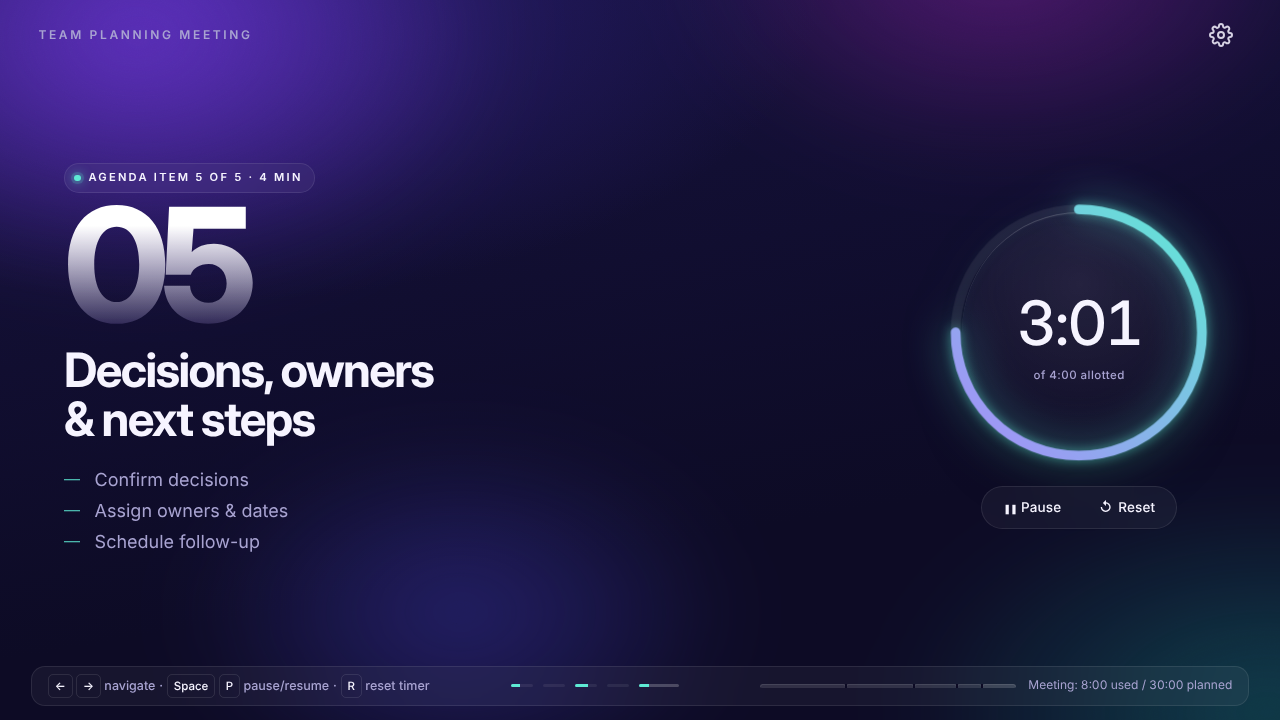 TEAM PLANNING MEETING
AGENDA ITEM 5 OF 5 · 4 MIN
05
Decisions, owners
& next steps
— Confirm decisions
— Assign owners & dates
— Schedule follow-up
3:01
of 4:00 allotted
Pause Reset
← → navigate · Space P pause/resume · R reset timer
Meeting: 8:00 used / 30:00 planned